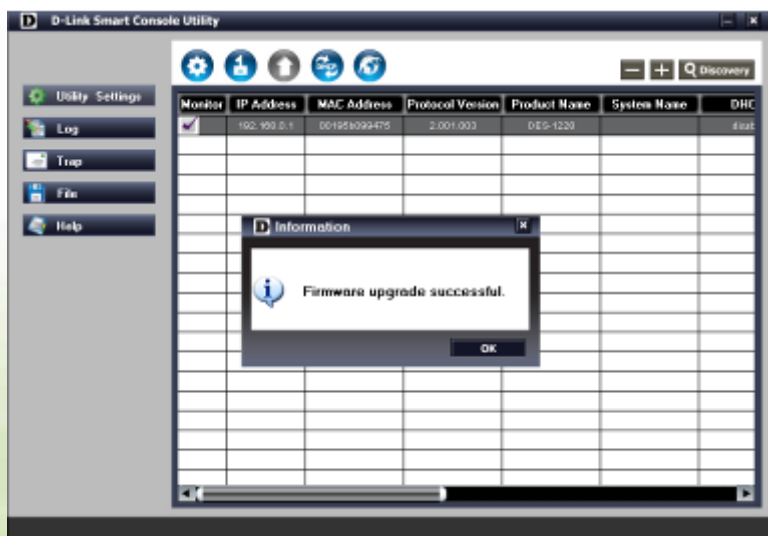 D D-Link Smart Console Utility
Discovery
Utility Settings
Log
Trap
File
Help
Monitor IP Address MAC Address Protocol Version Product Name System Name DHC
192.168.0.1 2.001.003 DES-1228
D Information
Firmware upgrade successful.
OK